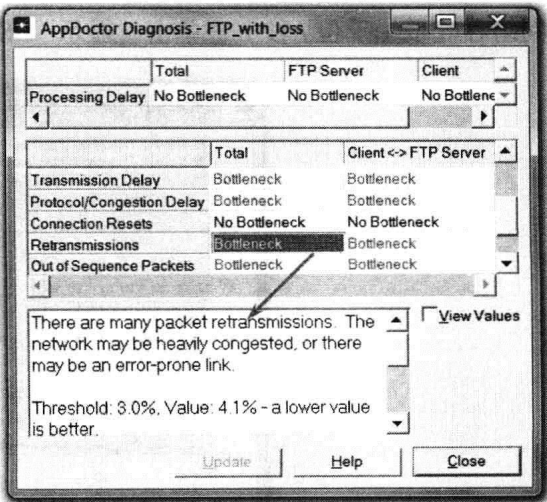 AppDoctor Diagnosis - FTP_with_loss
Total FTP Server Client
Processing Delay No Bottleneck No Bottleneck No Bottlene
Total Client <-> FTP Server
Transmission Delay Bottleneck Bottleneck
Protocol/Congestion Delay Bottleneck Bottleneck
Connection Resets No Bottleneck No Bottleneck
Retransmissions Bottleneck Bottleneck
Out of Sequence Packets Bottleneck Bottleneck
There are many packet retransmissions. The
network may be heavily congested, or there
may be an error-prone link.
Threshold: 3.0%, Value: 4.1% - a lower value
is better.
View Values
Update Help Close